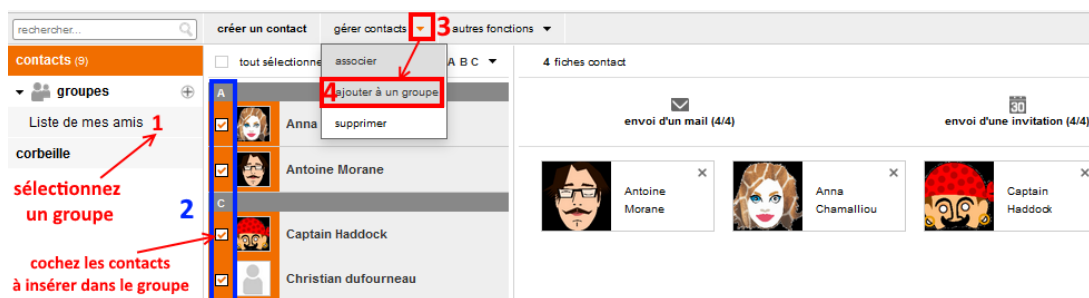 rechercher...
créer un contact
gérer contacts
3
autres fonctions
contacts (9)
tout sélectionne
associer
A B C
4 fiches contact
groupes
A
4
ajouter à un groupe
envoi d'un mail (4/4)
30
envoi d'une invitation (4/4)
Liste de mes amis
1
Anna
supprimer
corbeille
Antoine Morane
sélectionnez
un groupe
2
C
Antoine
Morane
Anna
Chamalliou
Captain
Haddock
Captain Haddock
cochez les contacts
à insérer dans le groupe
Christian dufourneau